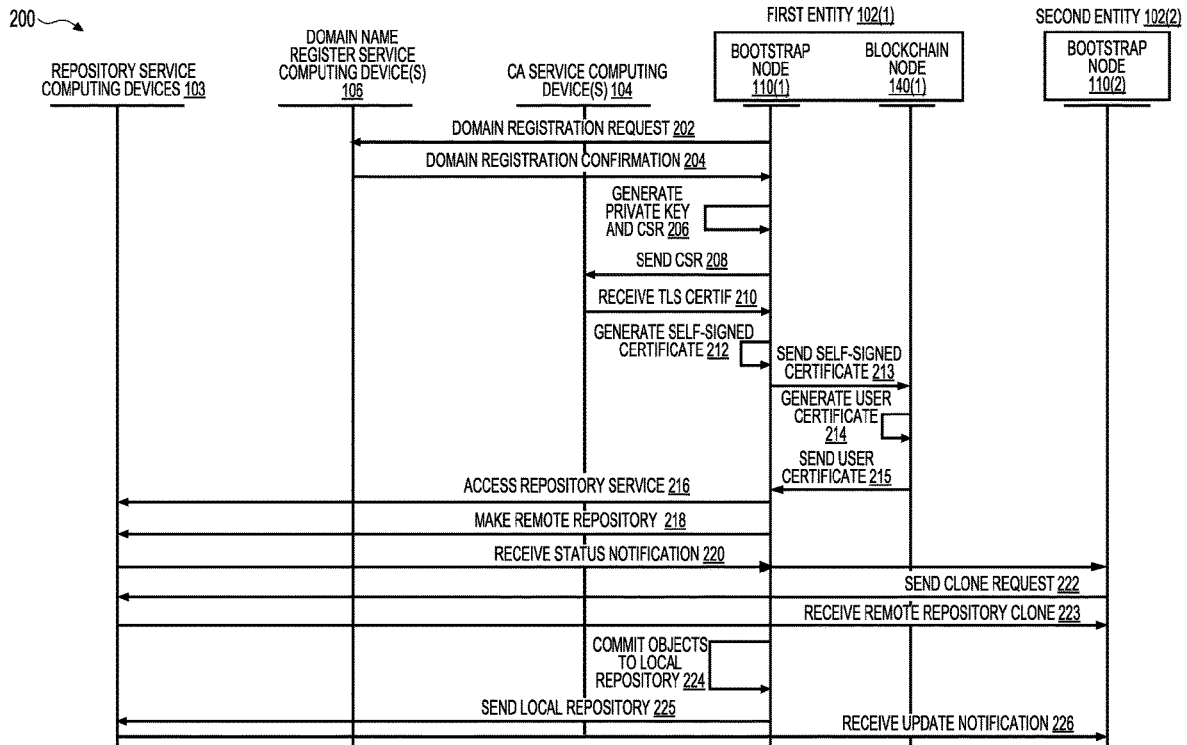 200
REPOSITORY SERVICE
COMPUTING DEVICES 103
DOMAIN NAME
REGISTER SERVICE
COMPUTING DEVICE(S)
106
CA SERVICE COMPUTING
DEVICE(S) 104
FIRST ENTITY 102(1)
BOOTSTRAP
NODE
110(1)
BLOCKCHAIN
NODE
140(1)
SECOND ENTITY 102(2)
BOOTSTRAP
NODE
110(2)
DOMAIN REGISTRATION REQUEST 202
DOMAIN REGISTRATION CONFIRMATION 204
GENERATE
PRIVATE KEY
AND CSR 206
SEND CSR 208
RECEIVE TLS CERTIF 210
GENERATE SELF-SIGNED
CERTIFICATE 212
SEND SELF-SIGNED
CERTIFICATE 213
GENERATE USER
CERTIFICATE
214
SEND USER
CERTIFICATE 215
ACCESS REPOSITORY SERVICE 216
MAKE REMOTE REPOSITORY 218
RECEIVE STATUS NOTIFICATION 220
SEND CLONE REQUEST 222
RECEIVE REMOTE REPOSITORY CLONE 223
COMMIT OBJECTS
TO LOCAL
REPOSITORY 224
SEND LOCAL REPOSITORY 225
RECEIVE UPDATE NOTIFICATION 226